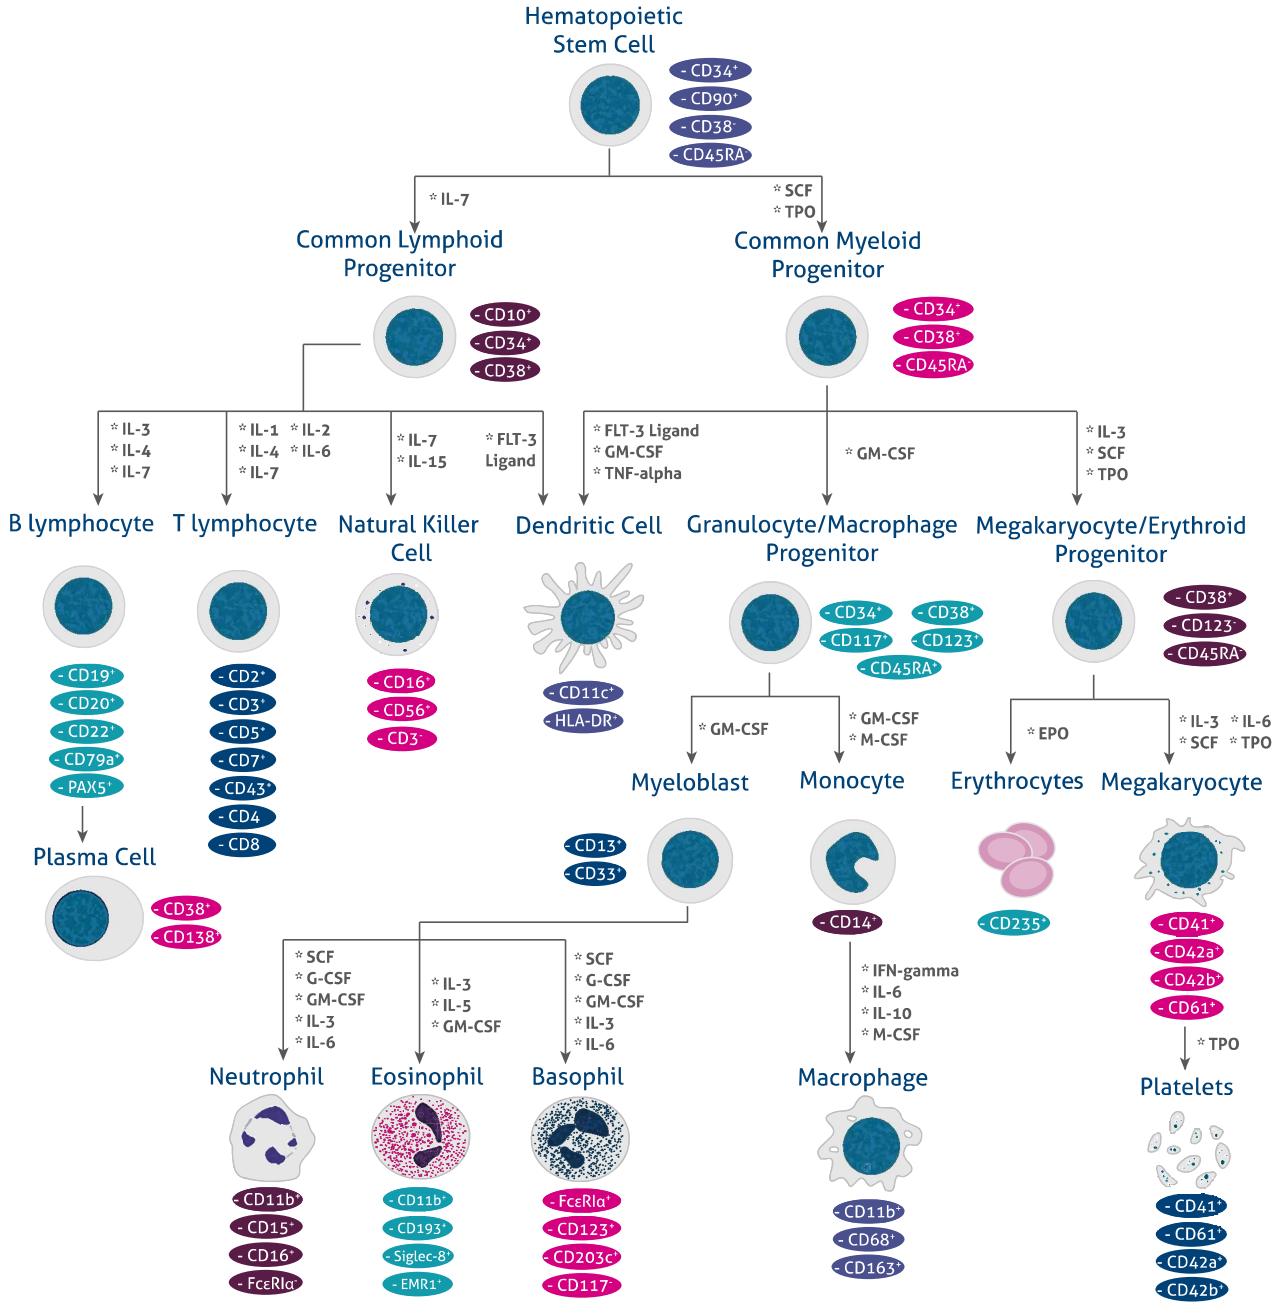 Hematopoietic
Stem Cell
- CD34⁺
- CD90⁺
- CD38⁻
- CD45RA⁻
☆ IL-7
☆ SCF
☆ TPO
Common Lymphoid
Progenitor
- CD10⁺
- CD34⁺
- CD38⁺
Common Myeloid
Progenitor
- CD34⁺
- CD38⁺
- CD45RA⁻
☆ IL-3
☆ IL-4
☆ IL-7
☆ IL-1 ☆ IL-2
☆ IL-4 ☆ IL-6
☆ IL-7
☆ IL-7
☆ IL-15
☆ FLT-3
Ligand
☆ FLT-3 Ligand
☆ GM-CSF
☆ TNF-alpha
☆ GM-CSF
☆ IL-3
☆ SCF
☆ TPO
B lymphocyte
- CD19⁺
- CD20⁺
- CD22⁺
- CD79a⁺
- PAX5⁺
Plasma Cell
- CD38⁺
- CD138⁺
T lymphocyte
- CD2⁺
- CD3⁺
- CD5⁺
- CD7⁺
- CD43⁺
- CD4
- CD8
Natural Killer
Cell
- CD16⁺
- CD56⁺
- CD3⁻
Dendritic Cell
- CD11c⁺
- HLA-DR⁺
Granulocyte/Macrophage
Progenitor
- CD34⁺ - CD38⁺
- CD117⁺ - CD123⁺
- CD45RA⁺
Megakaryocyte/Erythroid
Progenitor
- CD38⁺
- CD123⁻
- CD45RA⁻
☆ GM-CSF
☆ GM-CSF
☆ M-CSF
☆ EPO
☆ IL-3 ☆ IL-6
☆ SCF ☆ TPO
Myeloblast
- CD13⁺
- CD33⁺
Monocyte
- CD14⁺
Erythrocytes
- CD235⁺
Megakaryocyte
- CD41⁺
- CD42a⁺
- CD42b⁺
- CD61⁺
☆ SCF
☆ G-CSF
☆ GM-CSF
☆ IL-3
☆ IL-6
☆ IL-3
☆ IL-5
☆ GM-CSF
☆ SCF
☆ G-CSF
☆ GM-CSF
☆ IL-3
☆ IL-6
☆ IFN-gamma
☆ IL-6
☆ IL-10
☆ M-CSF
☆ TPO
Neutrophil
- CD11b⁺
- CD15⁺
- CD16⁺
- FcεRIα⁻
Eosinophil
- CD11b⁺
- CD193⁺
- Siglec-8⁺
- EMR1⁺
Basophil
- FcεRIα⁺
- CD123⁺
- CD203c⁺
- CD117⁻
Macrophage
- CD11b⁺
- CD68⁺
- CD163⁺
Platelets
- CD41⁺
- CD61⁺
- CD42a⁺
- CD42b⁺